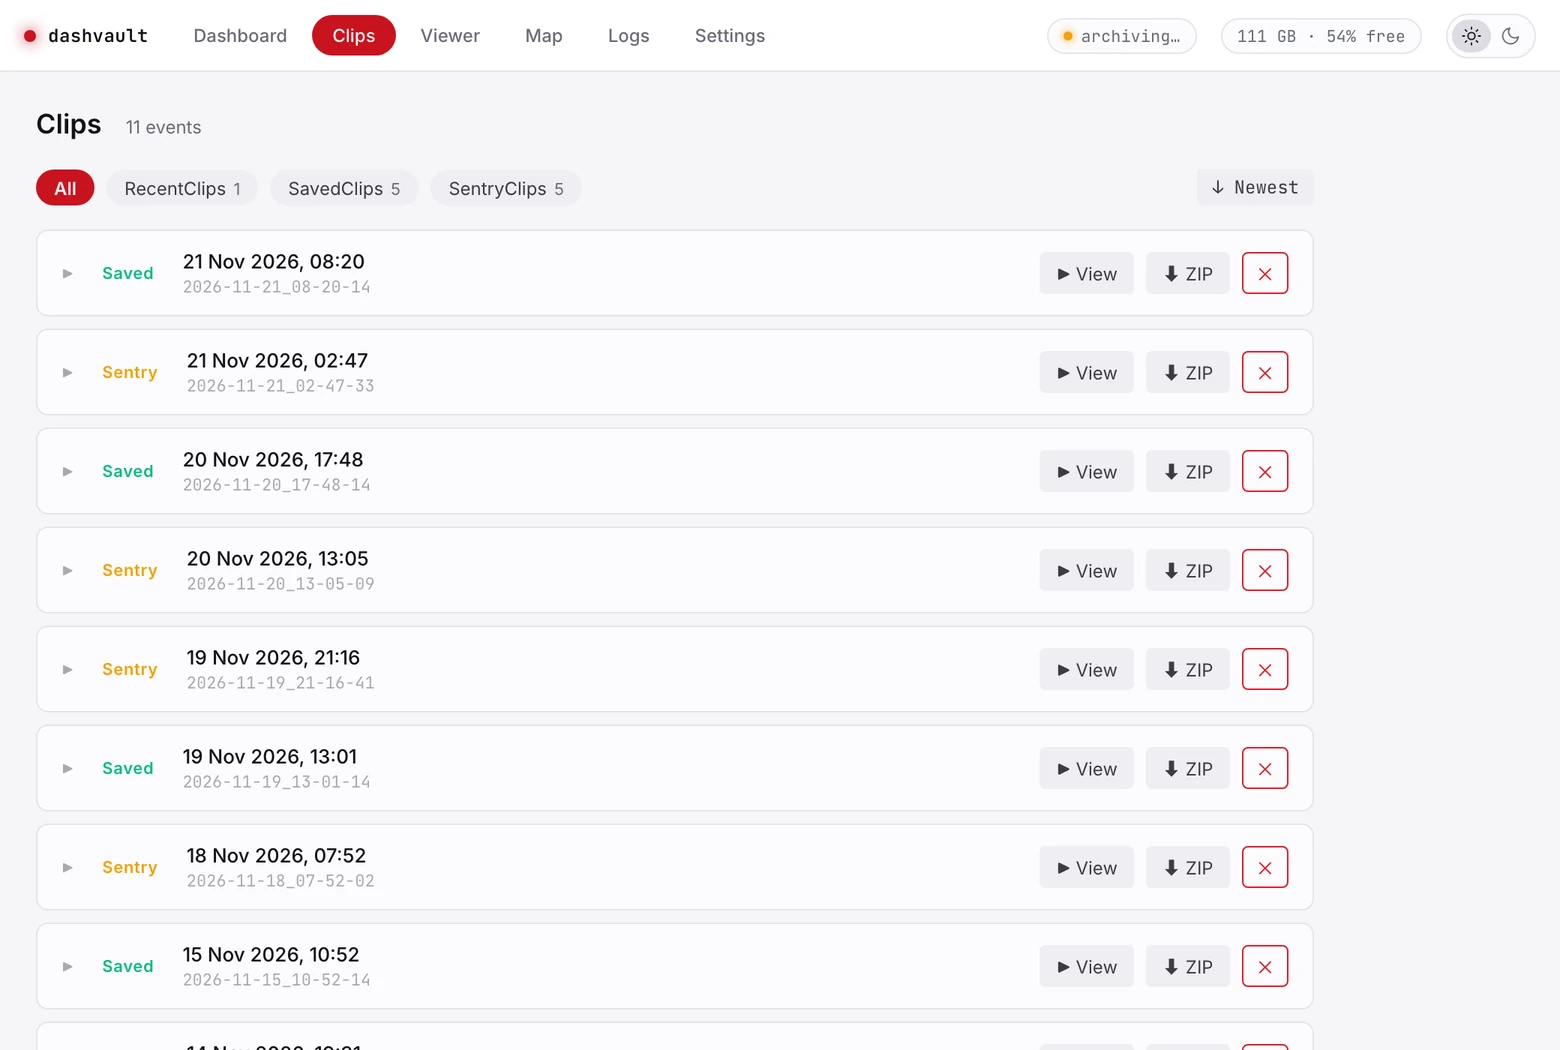 dashvault Dashboard Clips Viewer Map Logs Settings archiving… 111 GB · 54% free
Clips 11 events
All RecentClips 1 SavedClips 5 SentryClips 5 ↓ Newest
Saved 21 Nov 2026, 08:20 View ZIP
2026-11-21_08-20-14
Sentry 21 Nov 2026, 02:47 View ZIP
2026-11-21_02-47-33
Saved 20 Nov 2026, 17:48 View ZIP
2026-11-20_17-48-14
Sentry 20 Nov 2026, 13:05 View ZIP
2026-11-20_13-05-09
Sentry 19 Nov 2026, 21:16 View ZIP
2026-11-19_21-16-41
Saved 19 Nov 2026, 13:01 View ZIP
2026-11-19_13-01-14
Sentry 18 Nov 2026, 07:52 View ZIP
2026-11-18_07-52-02
Saved 15 Nov 2026, 10:52 View ZIP
2026-11-15_10-52-14